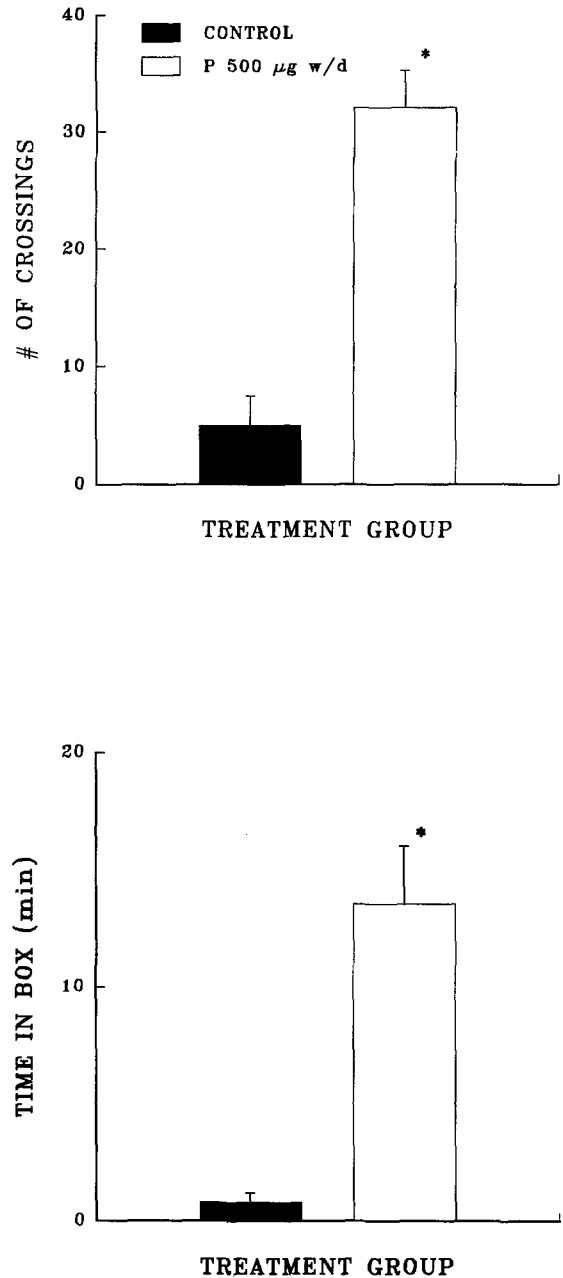 40
CONTROL
*
P 500 μg w/d
30
# OF CROSSINGS
20
10
0
TREATMENT GROUP
20
*
TIME IN BOX (min)
10
0
TREATMENT GROUP